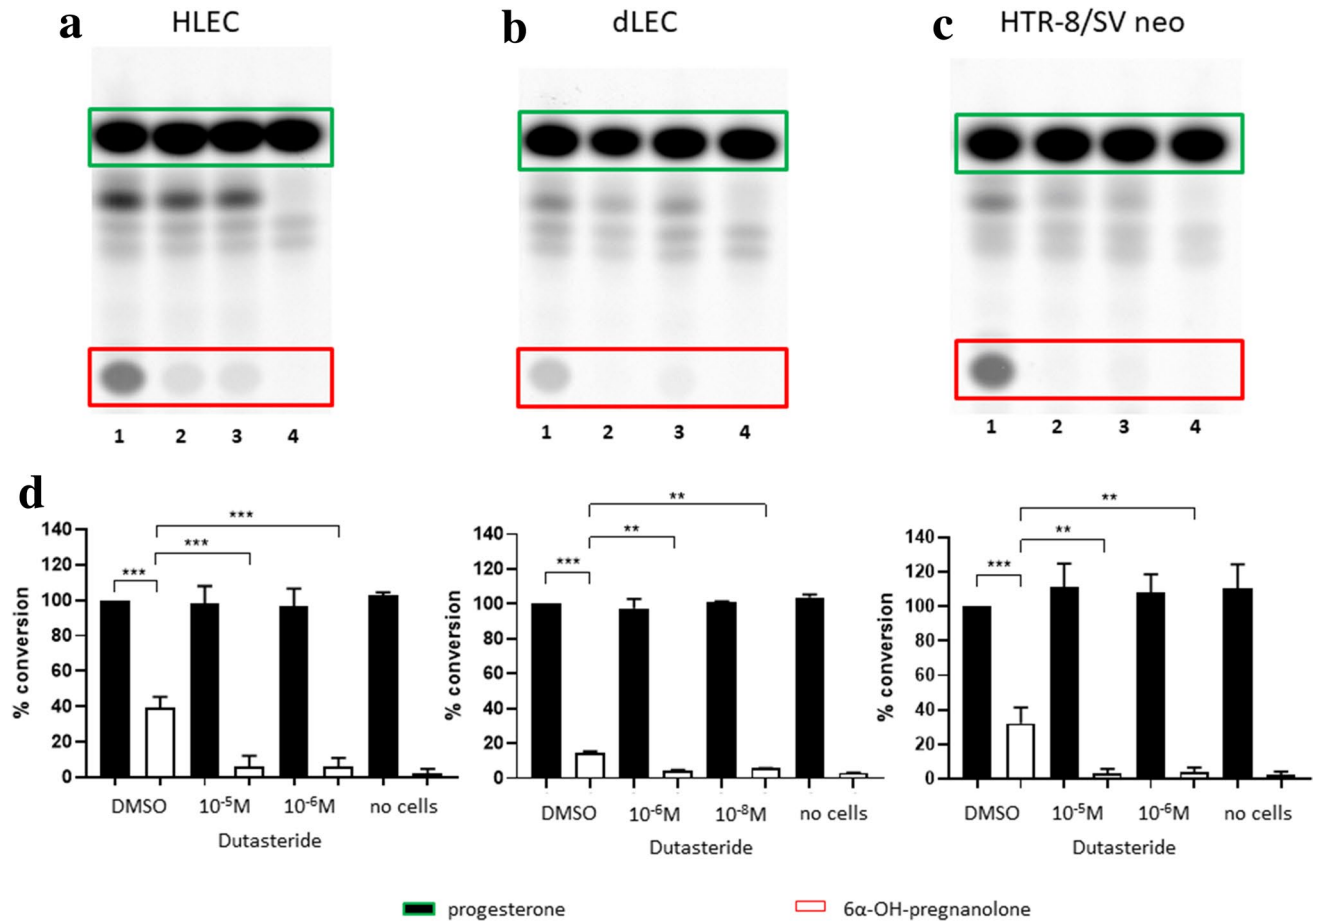 a HLEC
b dLEC
c HTR-8/SV neo
1 2 3 4
1 2 3 4
1 2 3 4
d
% conversion
140
120
100
80
60
40
20
0
*** *** ***
DMSO 10⁻⁵M 10⁻⁶M no cells
Dutasteride
% conversion
140
120
100
80
60
40
20
0
*** ** **
DMSO 10⁻⁶M 10⁻⁸M no cells
Dutasteride
% conversion
140
120
100
80
60
40
20
0
*** ** **
DMSO 10⁻⁵M 10⁻⁶M no cells
Dutasteride
progesterone
6α-OH-pregnanolone